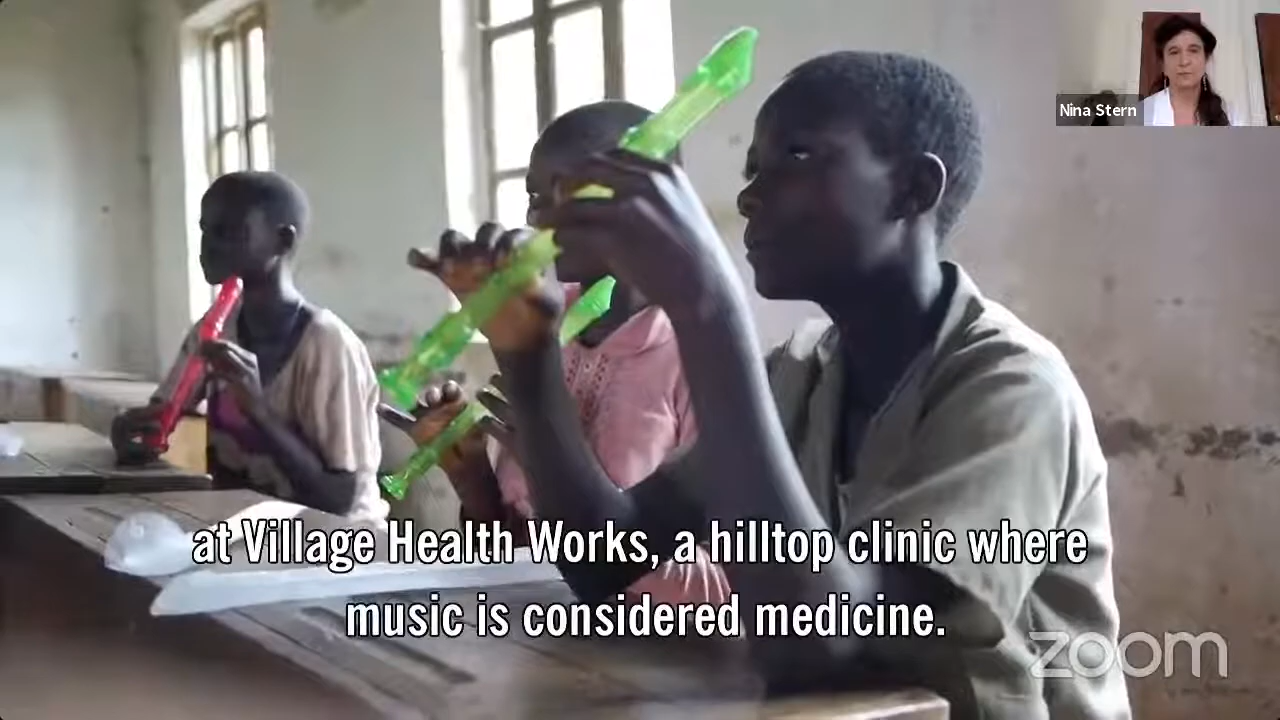 Nina Stern
at Village Health Works, a hilltop clinic where
music is considered medicine.
zoom